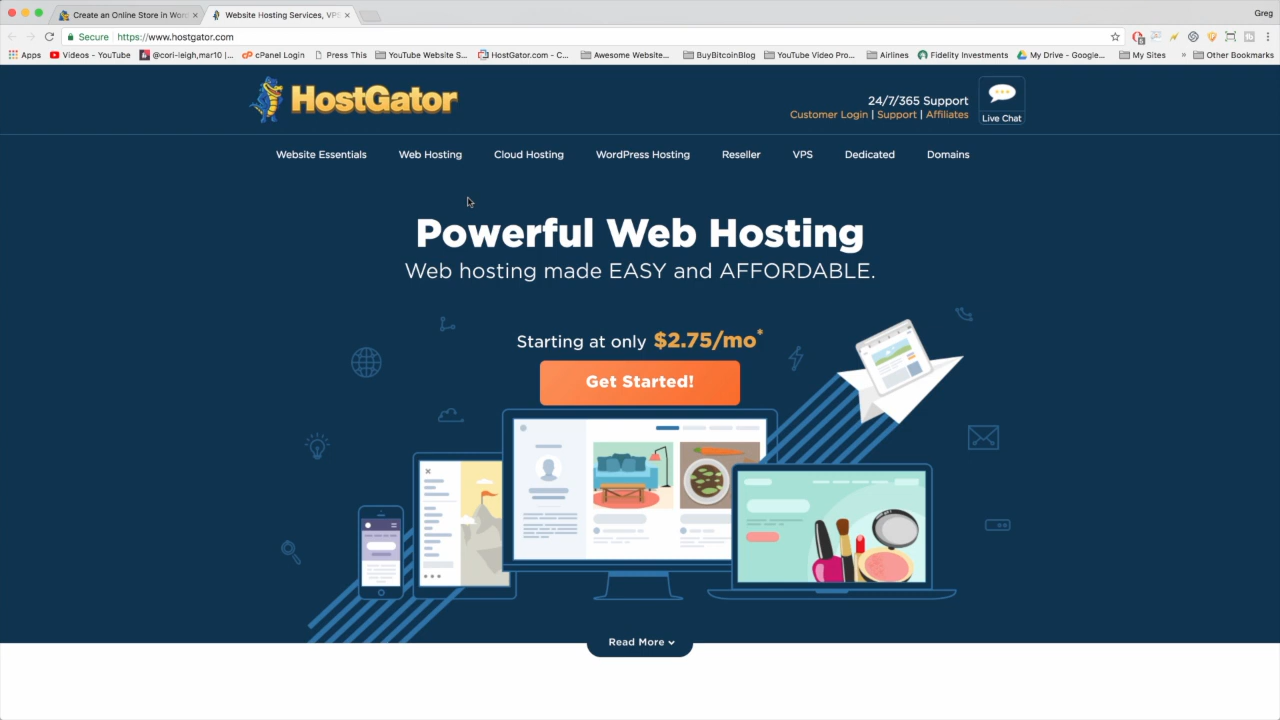 Create an Online Store in Wor
Website Hosting Services, VP
Greg
Secure
https://www.hostgator.com
Apps
Videos - YouTube
@cori-leigh,mar10 |...
cPanel Login
Press This
YouTube Website S...
HostGator.com - C...
Awesome Website...
BuyBitcoinBlog
YouTube Video Pro...
Airlines
Fidelity Investments
My Drive - Google...
My Sites
»
Other Bookmarks
HostGator
24/7/365 Support
Customer Login | Support | Affiliates
Live Chat
Website Essentials
Web Hosting
Cloud Hosting
WordPress Hosting
Reseller
VPS
Dedicated
Domains
Powerful Web Hosting
Web hosting made EASY and AFFORDABLE.
Starting at only $2.75/mo*
Get Started!
Read More